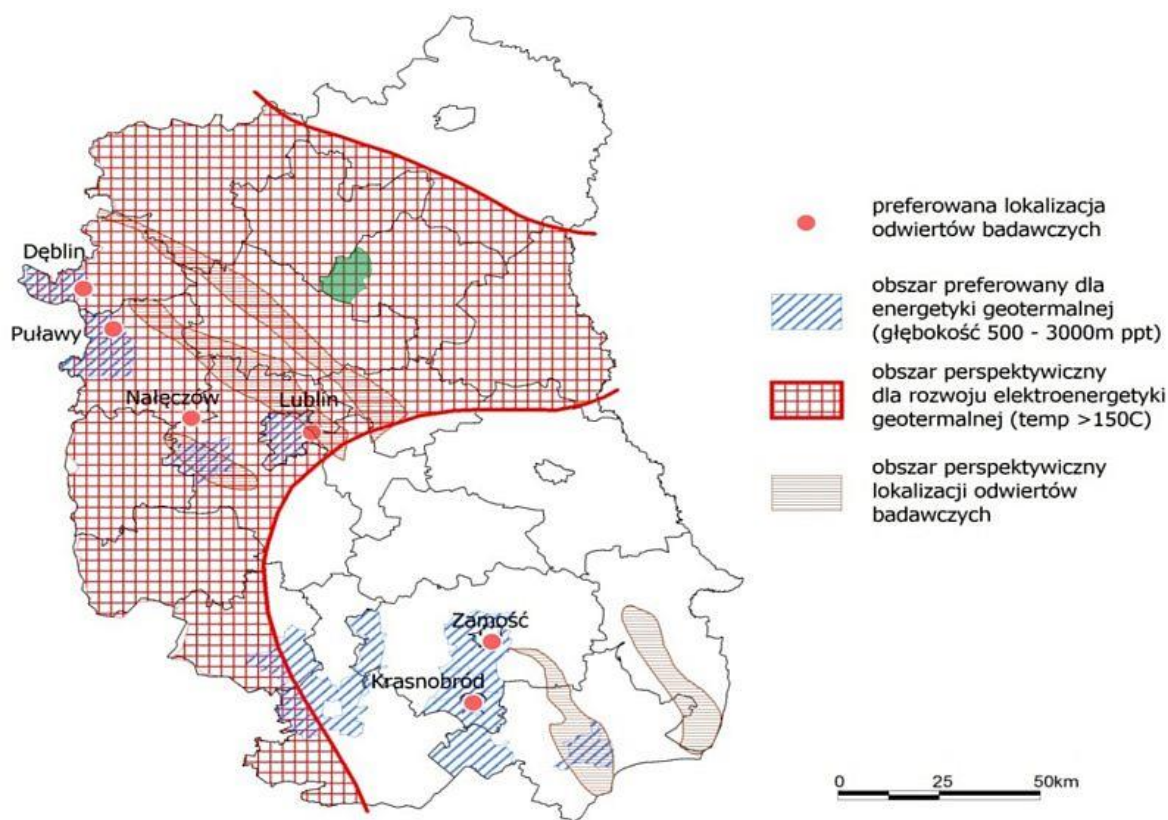 Dęblin
Puławy
Nałęczów
Lublin
Zamość
Krasnobród
preferowana lokalizacja
odwiertów badawczych
obszar preferowany dla
energetyki geotermalnej
(głębokość 500 - 3000m ppt)
obszar perspektywiczny
dla rozwoju elektroenergetyki
geotermalnej (temp >150C)
obszar perspektywiczny
lokalizacji odwiertów
badawczych
0 25 50km